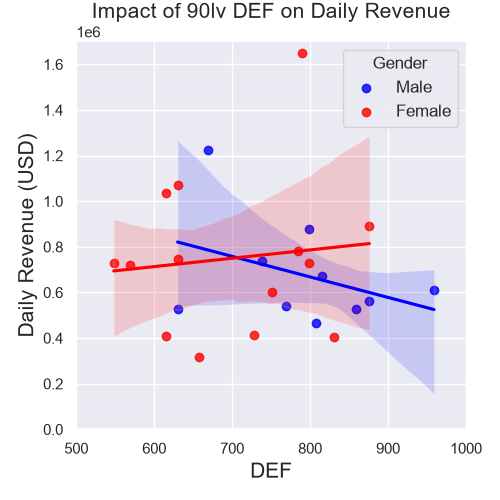 Impact of 90lv DEF on Daily Revenue
1e6
Gender
Male
Female
Daily Revenue (USD)
1.6
1.4
1.2
1.0
0.8
0.6
0.4
0.2
0.0
500 600 700 800 900 1000
DEF